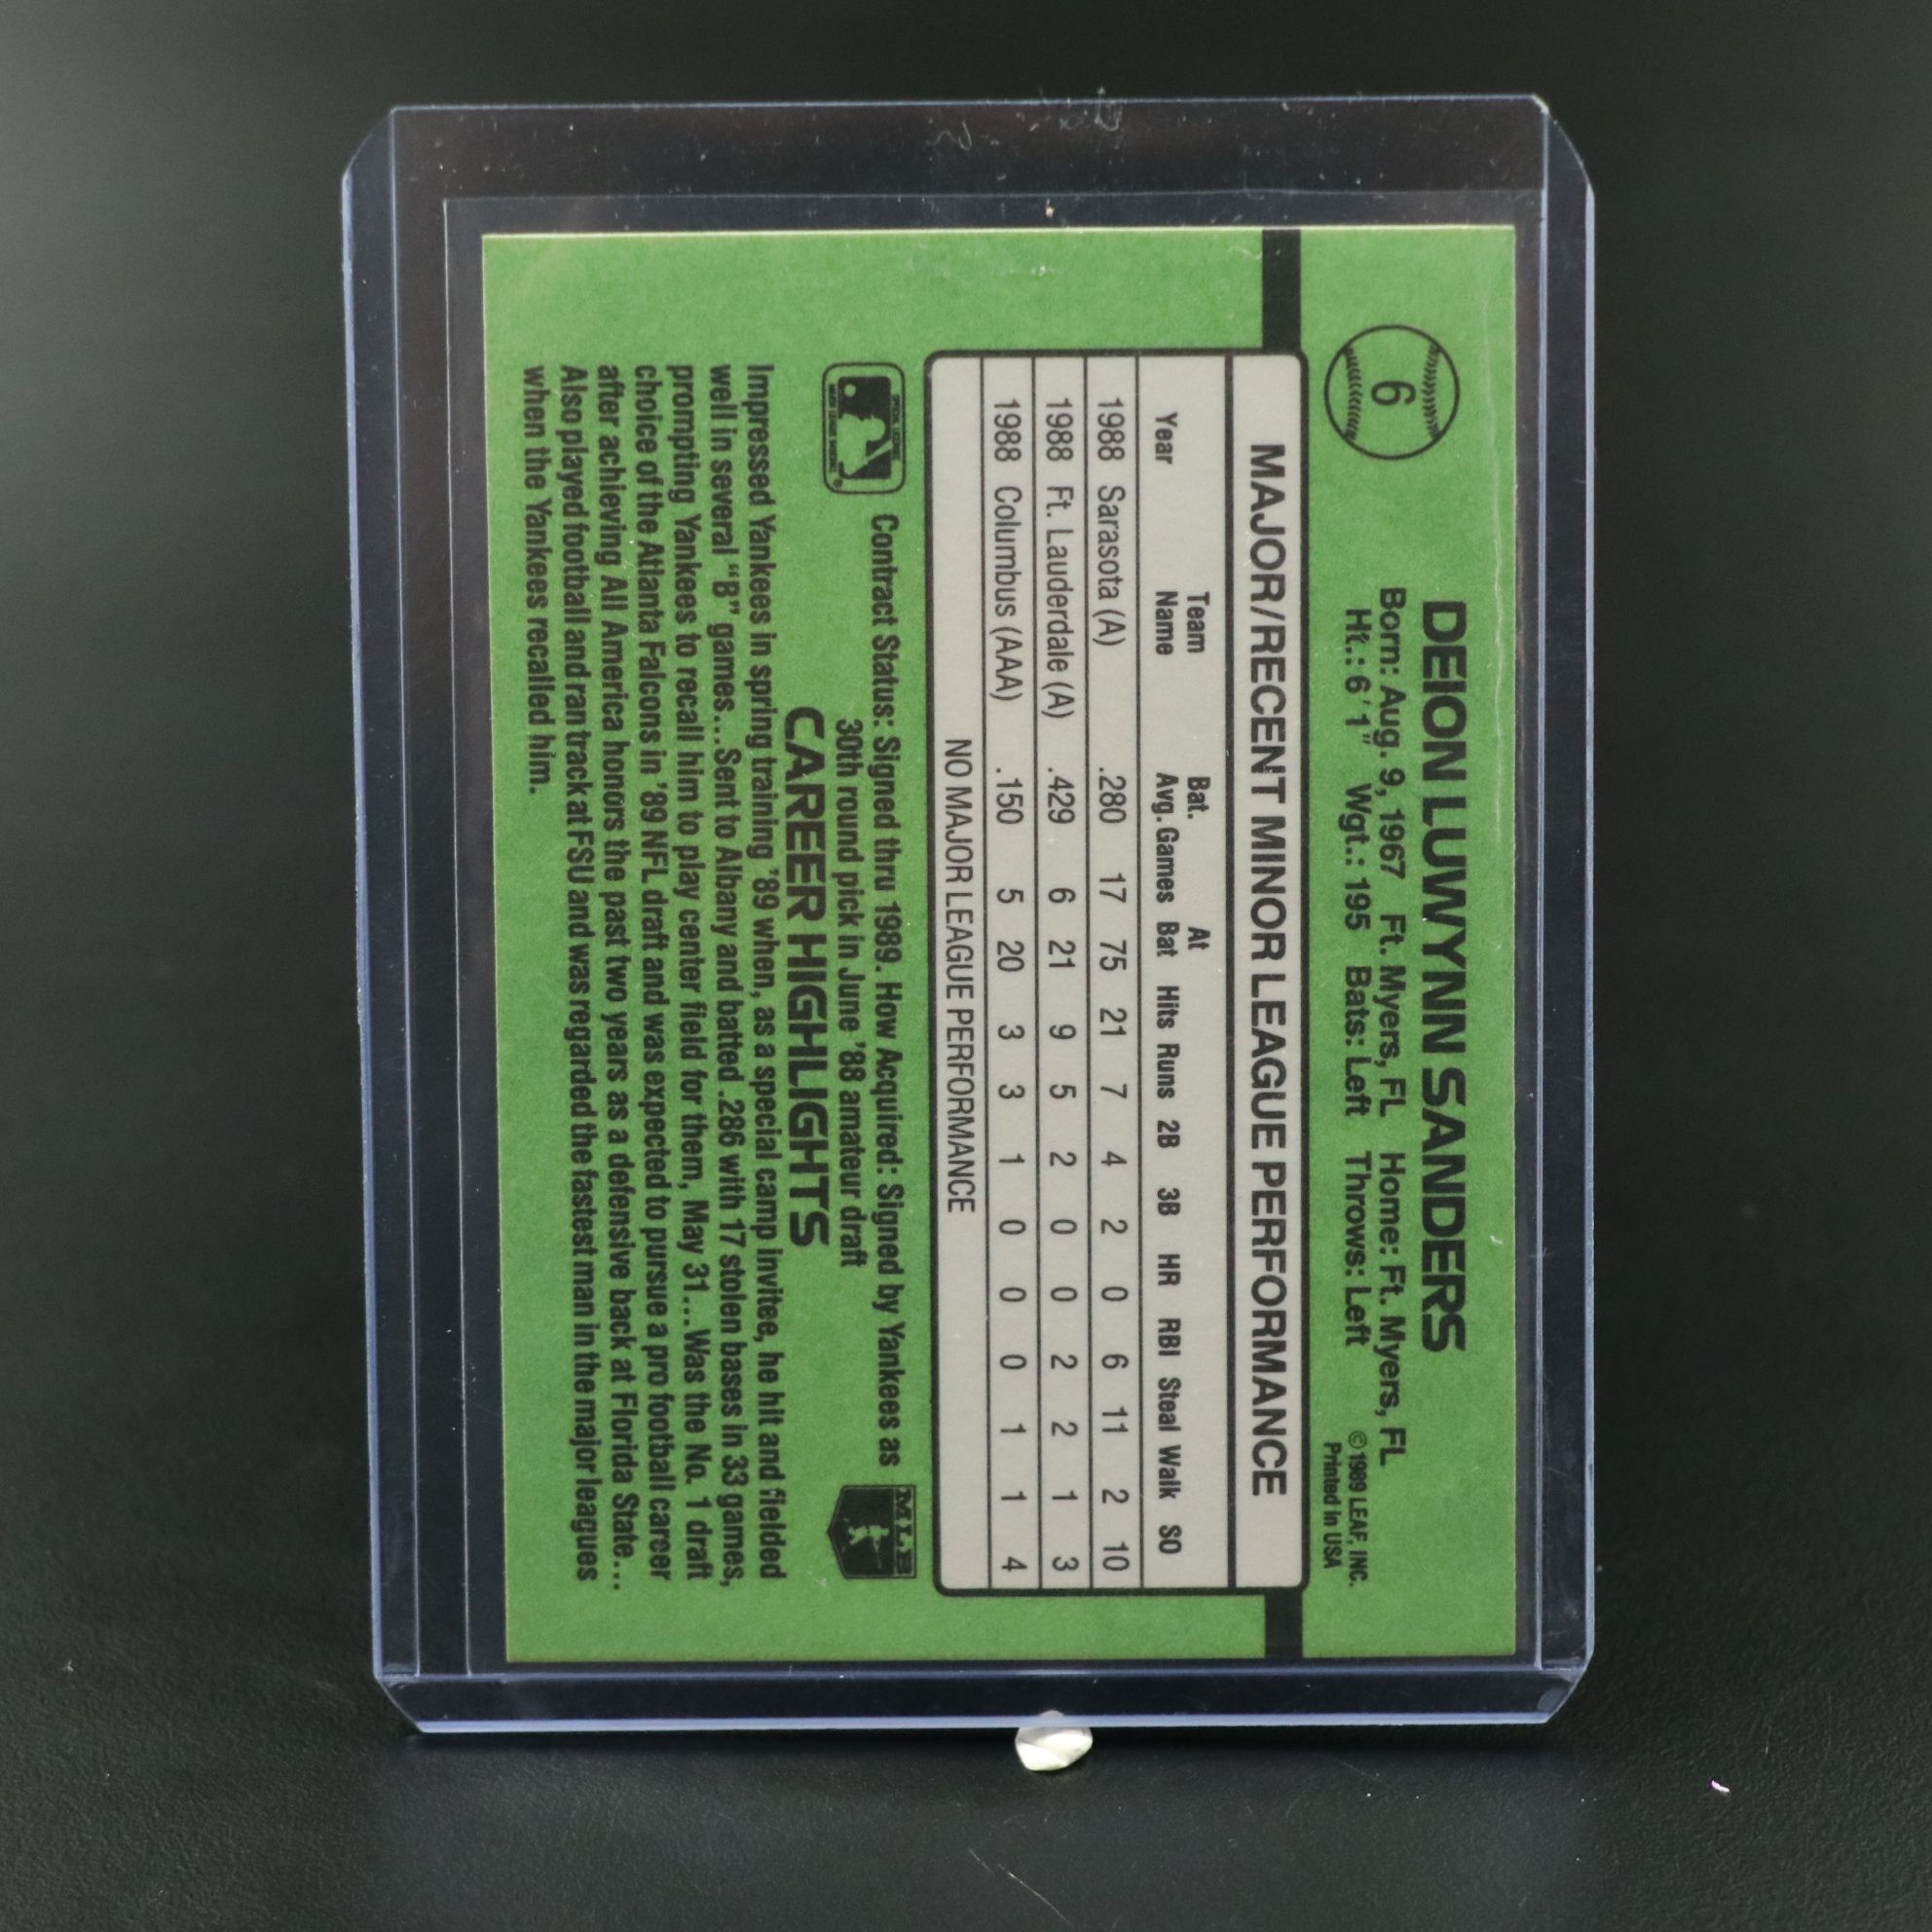 6
DEION LUWYNN SANDERS
Born: Aug. 9, 1967 Ft. Myers, FL Home: Ft. Myers, FL
Ht.: 6'1" Wgt.: 195 Bats: Left Throws: Left
©1989 LEAF, INC.
Printed in USA
MAJOR/RECENT MINOR LEAGUE PERFORMANCE
Year Team Name Bat. Avg. Games At Bat Hits Runs 2B 3B HR RBI Steal Walk SO
1988 Sarasota (A) .280 17 75 21 7 4 2 0 6 11 2 10
1988 Ft. Lauderdale (A) .429 6 21 9 5 2 0 0 2 2 1 3
1988 Columbus (AAA) .150 5 20 3 3 1 0 0 0 1 1 4
NO MAJOR LEAGUE PERFORMANCE
Contract Status: Signed thru 1989. How Acquired: Signed by Yankees as
30th round pick in June '88 amateur draft
MLB
CAREER HIGHLIGHTS
Impressed Yankees in spring training '89 when, as a special camp invitee, he hit and fielded
well in several "B" games...Sent to Albany and batted .286 with 17 stolen bases in 33 games,
prompting Yankees to recall him to play center field for them, May 31...Was the No. 1 draft
choice of the Atlanta Falcons in '89 NFL draft and was expected to pursue a pro football career
after achieving All America honors the past two years as a defensive back at Florida State...
Also played football and ran track at FSU and was regarded the fastest man in the major leagues
when the Yankees recalled him.